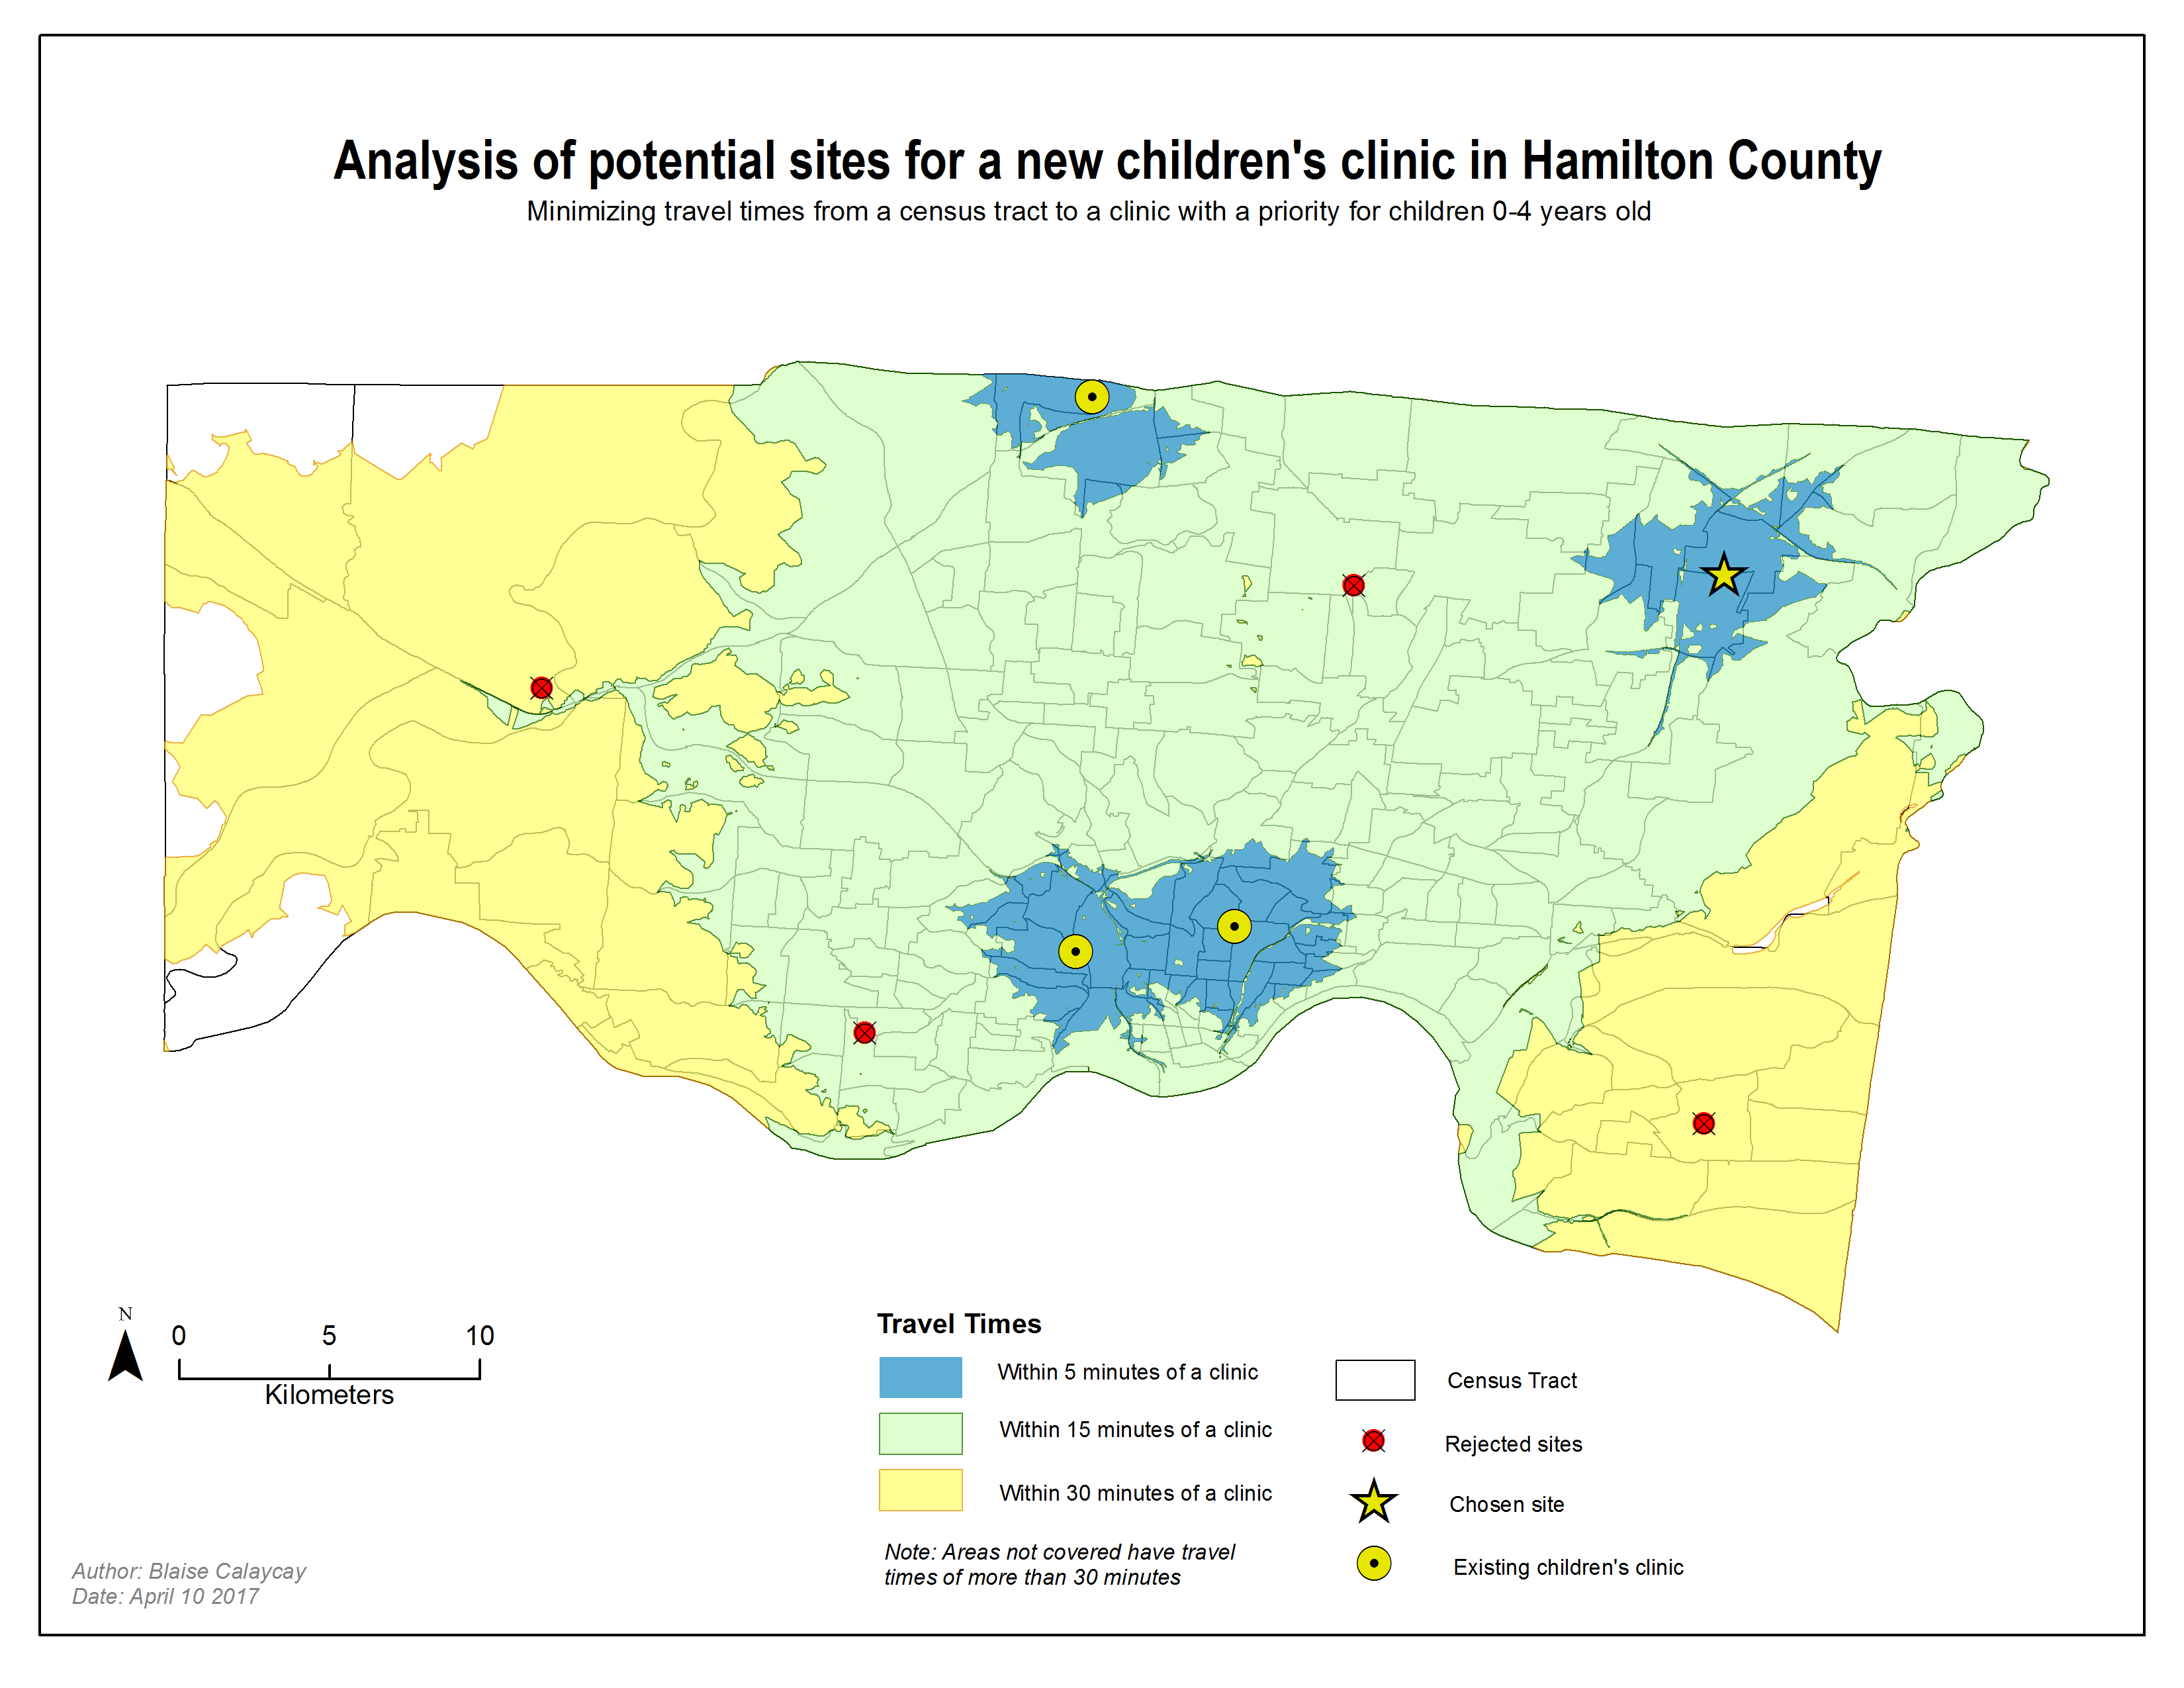 Analysis of potential sites for a new children's clinic in Hamilton County
Minimizing travel times from a census tract to a clinic with a priority for children 0-4 years old
N
0 5 10
Kilometers
Travel Times
Within 5 minutes of a clinic
Within 15 minutes of a clinic
Within 30 minutes of a clinic
Note: Areas not covered have travel
times of more than 30 minutes
Census Tract
Rejected sites
Chosen site
Existing children's clinic
Author: Blaise Calaycay
Date: April 10 2017